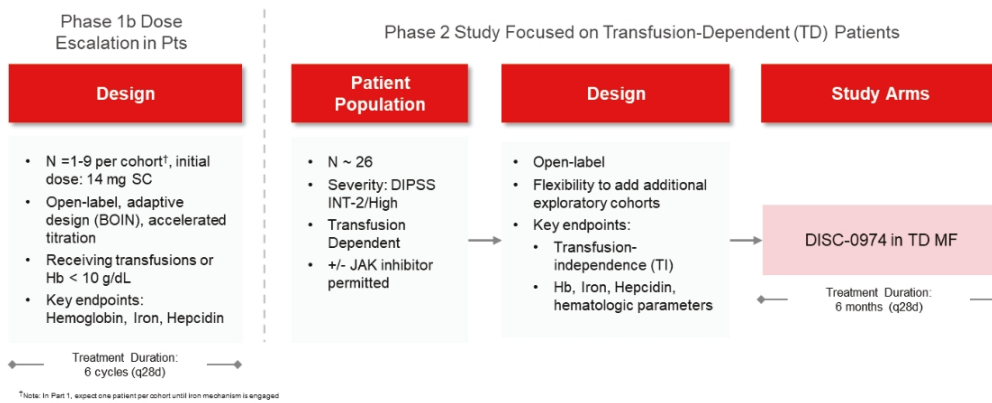 Phase 1b Dose
Escalation in Pts
Phase 2 Study Focused on Transfusion-Dependent (TD) Patients
Design
• N =1-9 per cohort†, initial
dose: 14 mg SC
• Open-label, adaptive
design (BOIN), accelerated
titration
• Receiving transfusions or
Hb < 10 g/dL
• Key endpoints:
Hemoglobin, Iron, Hepcidin
Treatment Duration:
6 cycles (q28d)
Patient
Population
• N ~ 26
• Severity: DIPSS
INT-2/High
• Transfusion
Dependent
• +/- JAK inhibitor
permitted
Design
• Open-label
• Flexibility to add additional
exploratory cohorts
• Key endpoints:
• Transfusion-
independence (TI)
• Hb, Iron, Hepcidin,
hematologic parameters
Study Arms
DISC-0974 in TD MF
Treatment Duration:
6 months (q28d)
†Note: In Part 1, expect one patient per cohort until iron mechanism is engaged